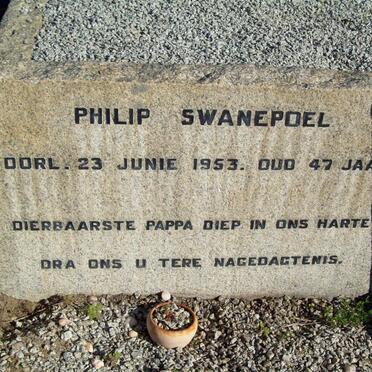 PHILIP SWANEPOEL
OORL. 23 JUNIE 1953. OUD 47 JAA
DIERBAARSTE PAPPA DIEP IN ONS HARTE
DRA ONS U TERE NAGEDAGTENIS.